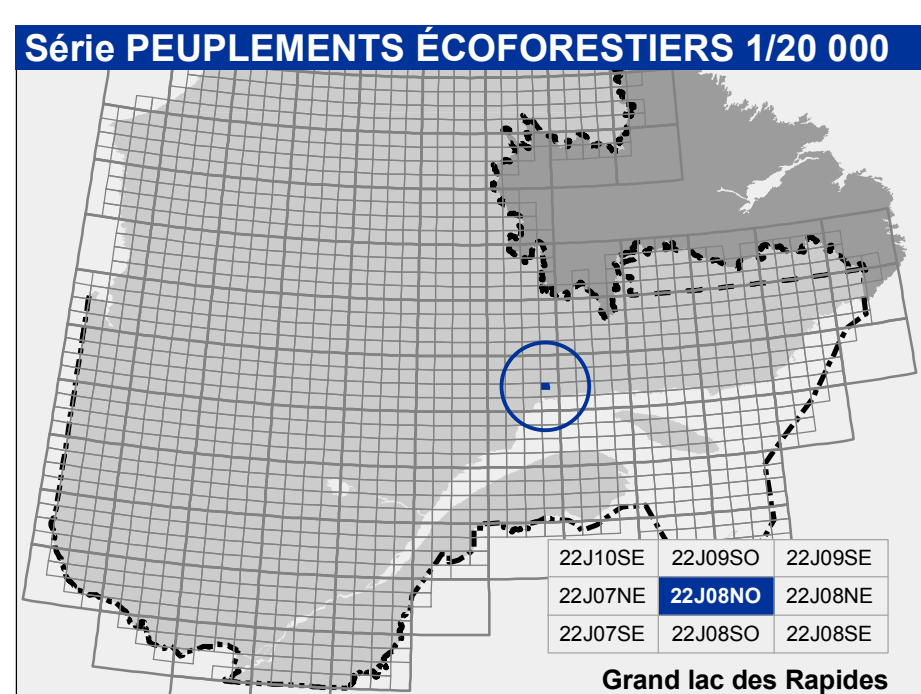 Série PEUPLEMENTS ÉCOFORESTIERS 1/20 000
22J10SE 22J09SO 22J09SE
22J07NE 22J08NO 22J08NE
22J07SE 22J08SO 22J08SE
Grand lac des Rapides